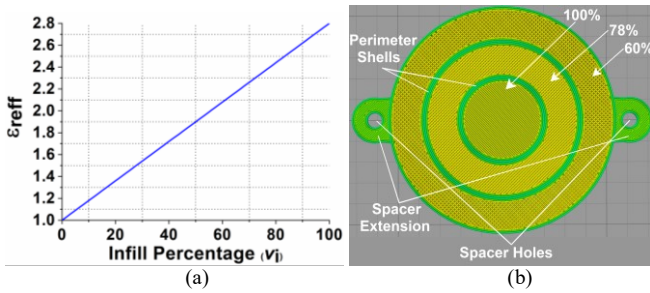 2.8
2.6
2.4
2.2
2.0
1.8
1.6
1.4
1.2
1.0
εreff
0 20 40 60 80 100
Infill Percentage (vi)
(a)
100%
78%
60%
Perimeter
Shells
Spacer
Extension
Spacer Holes
(b)